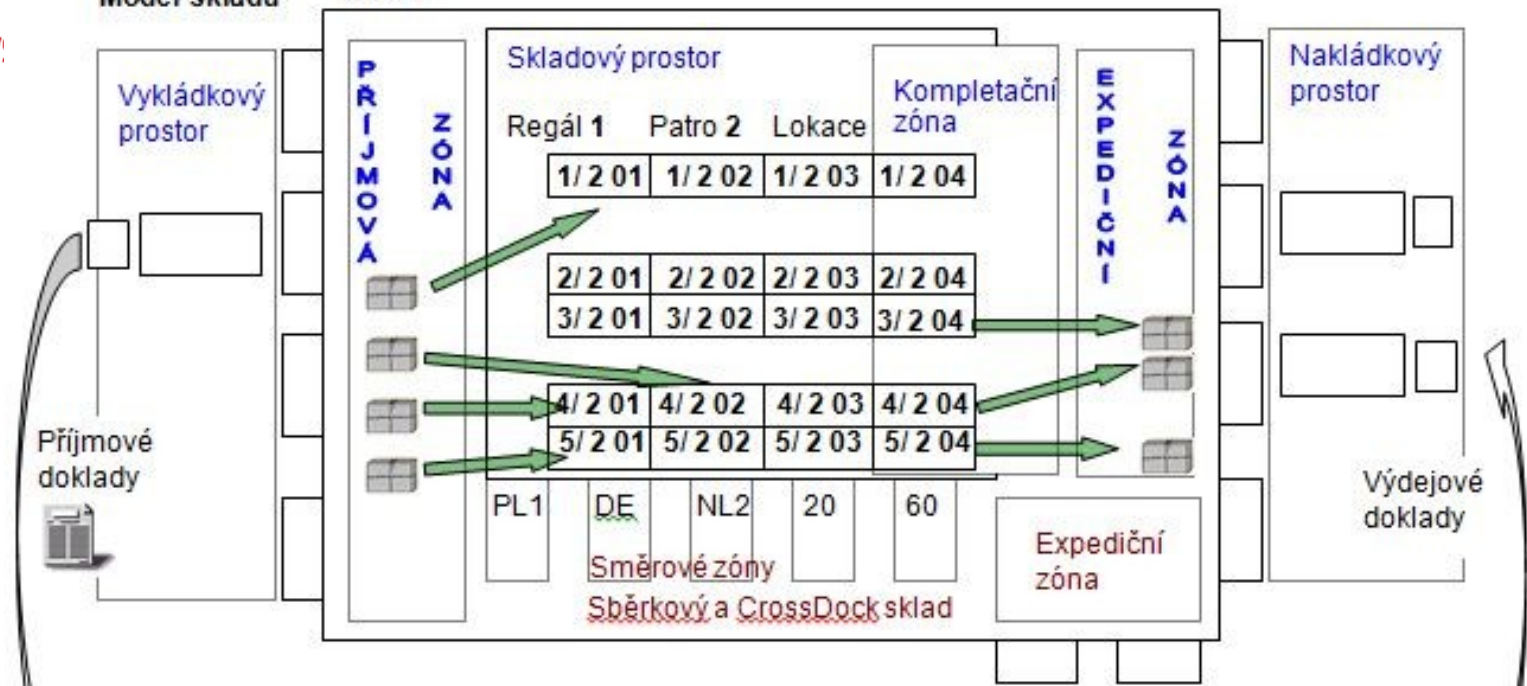 Model skladu
Vykládkový
prostor
PŘÍJMOVÁ
ZÓNA
Skladový prostor
Kompletační
zóna
EXPEDIČNÍ
ZÓNA
Nakládkový
prostor
Regál 1 Patro 2 Lokace
1/ 2 01 1/ 2 02 1/ 2 03 1/ 2 04
2/ 2 01 2/ 2 02 2/ 2 03 2/ 2 04
3/ 2 01 3/ 2 02 3/ 2 03 3/ 2 04
4/ 2 01 4/ 2 02 4/ 2 03 4/ 2 04
5/ 2 01 5/ 2 02 5/ 2 03 5/ 2 04
Příjmové
doklady
Výdejové
doklady
PL1 DE NL2 20 60
Směrové zóny
Sběrkový a CrossDock sklad
Expediční
zóna